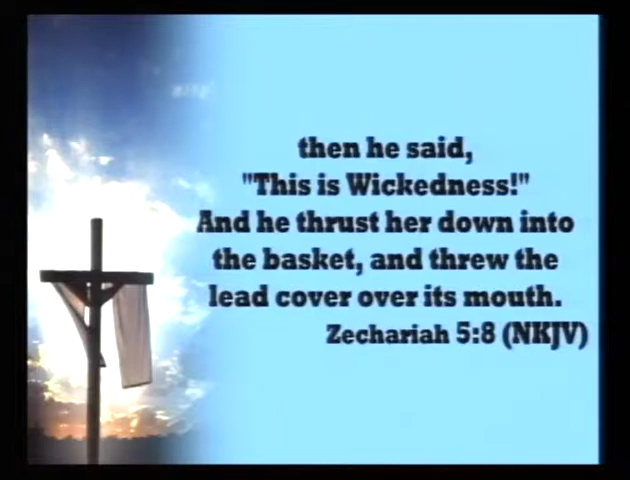 then he said,
"This is Wickedness!"
And he thrust her down into
the basket, and threw the
lead cover over its mouth.
Zechariah 5:8 (NKJV)